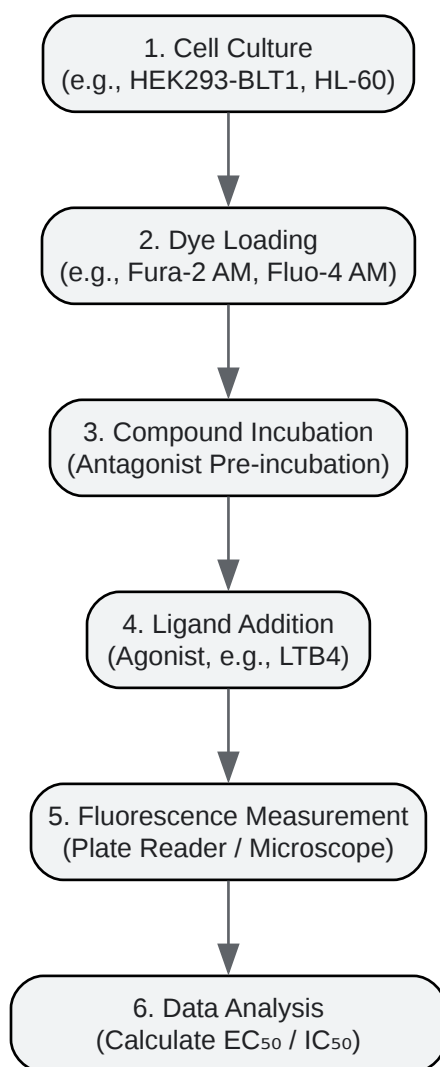 1. Cell Culture
(e.g., HEK293-BLT1, HL-60)
2. Dye Loading
(e.g., Fura-2 AM, Fluo-4 AM)
3. Compound Incubation
(Antagonist Pre-incubation)
4. Ligand Addition
(Agonist, e.g., LTB4)
5. Fluorescence Measurement
(Plate Reader / Microscope)
6. Data Analysis
(Calculate EC₅₀ / IC₅₀)